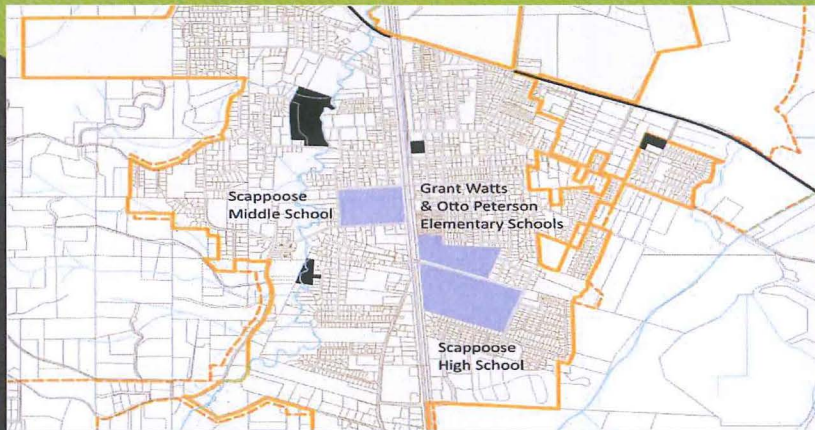 Scappoose
Middle School
Grant Watts
& Otto Peterson
Elementary Schools
Scappoose
High School